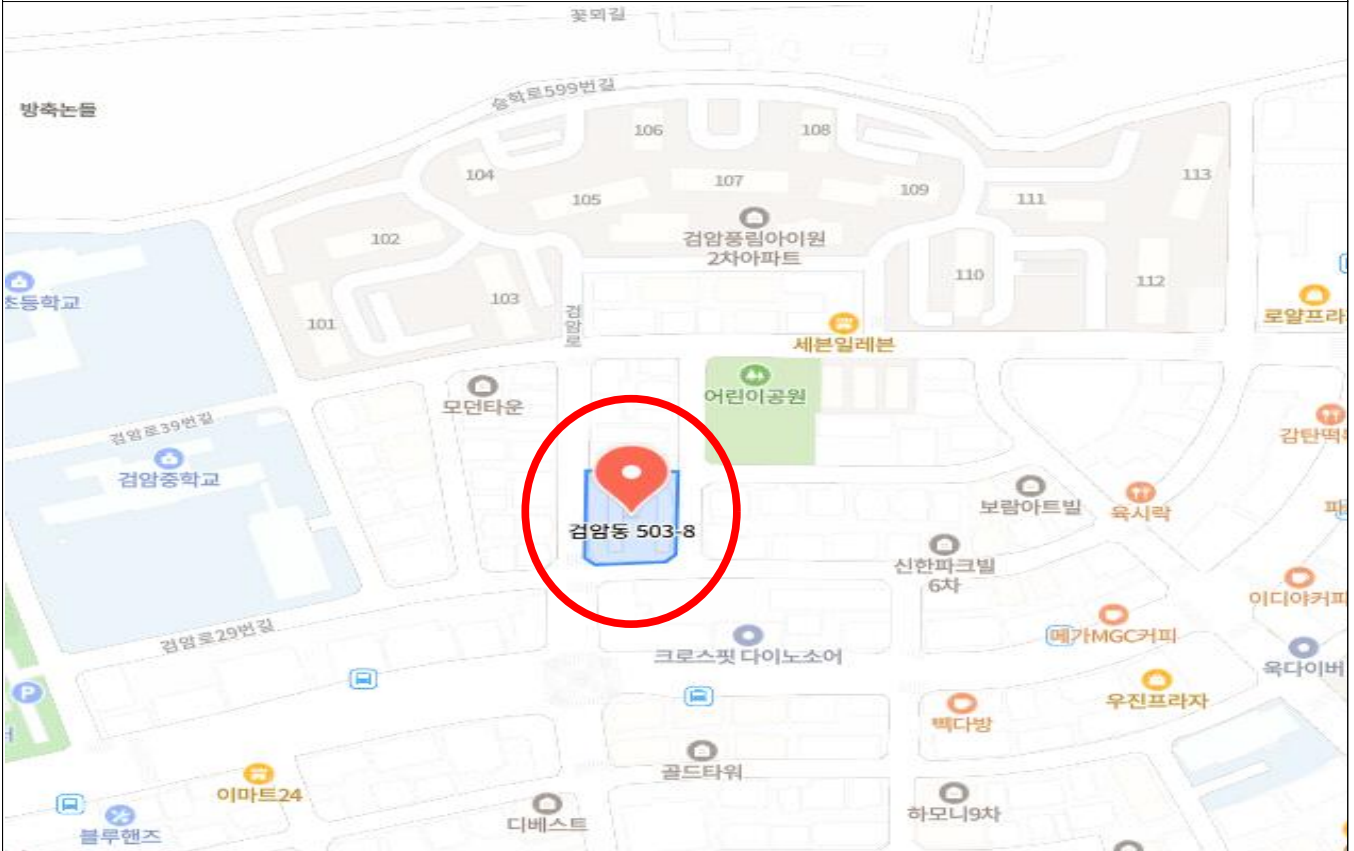 꽃뫼길
방축논들
승학로599번길
106
108
104
107
113
105
109
111
102
검암풍림아이원
2차아파트
110
112
초등학교
103
101
검암로
로얄프라
세븐일레븐
어린이공원
모던타운
검암로39번길
감탄떡
검암중학교
보람아트빌
육시락
검암동 503-8
신한파크빌
6차
이디야커피
검암로29번길
메가MGC커피
크로스핏 다이노소어
욕다이버
P
우진프라자
빽다방
골드타워
이마트24
하모니9차
디베스트
블루핸즈